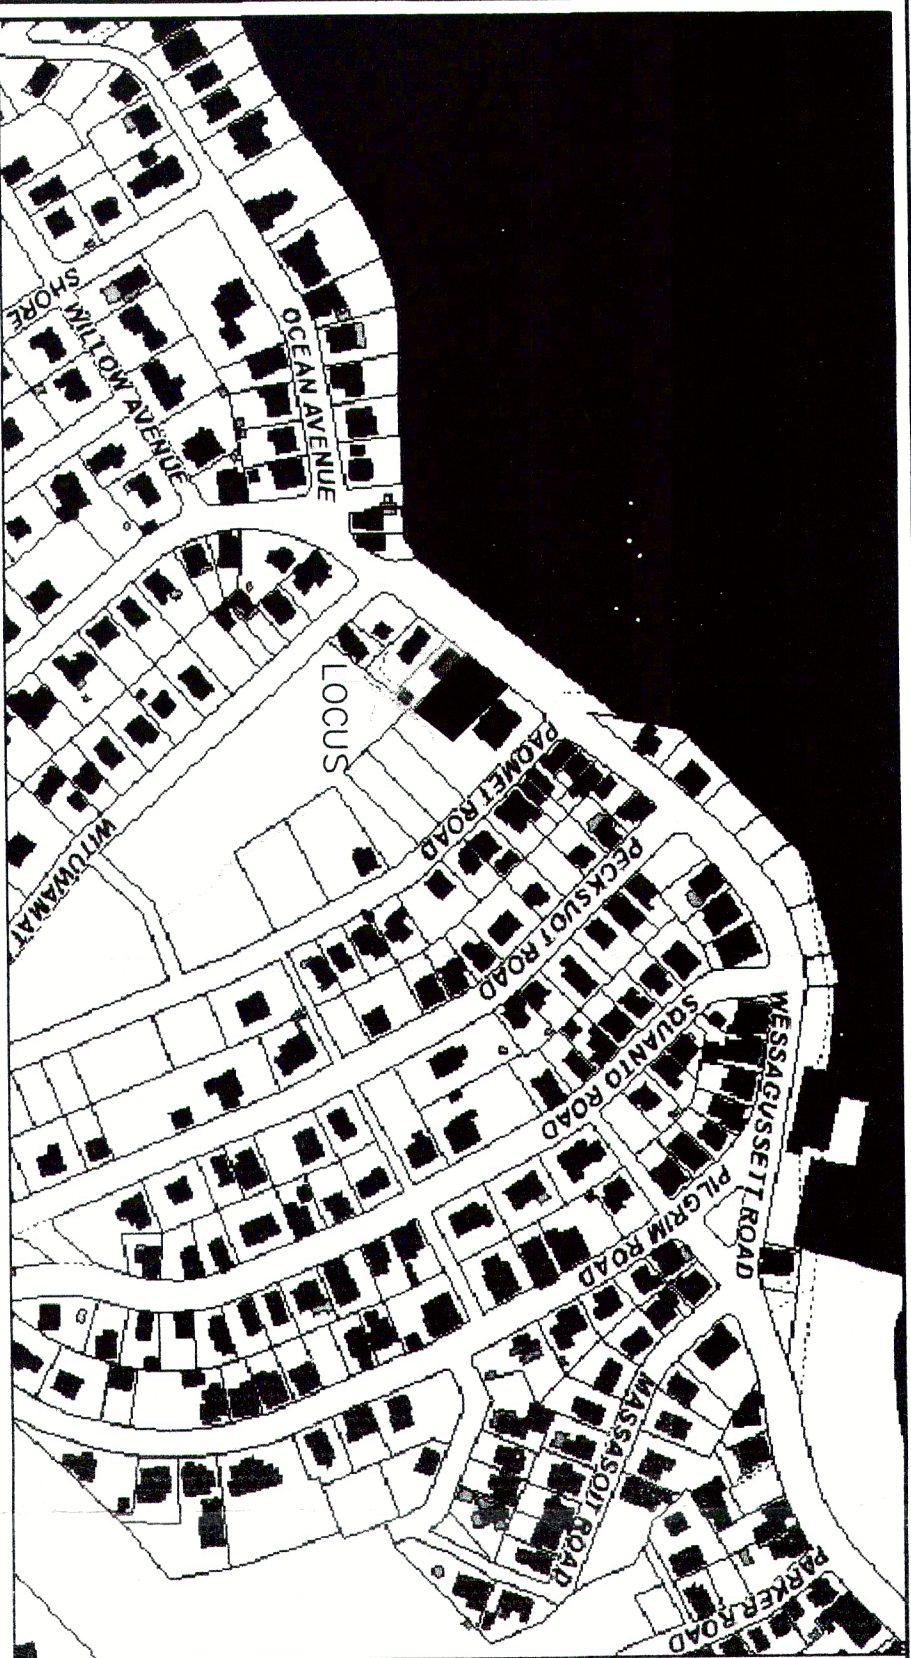 SHORE
WILLOW AVENUE
OCEAN AVENUE
LOCUS
WITUWAMAT
PAOMET ROAD
PECKSUOT ROAD
SQUANTO ROAD
WESSAGUSSETT ROAD
PILGRIM ROAD
MASSASOIT ROAD
PARKER ROAD